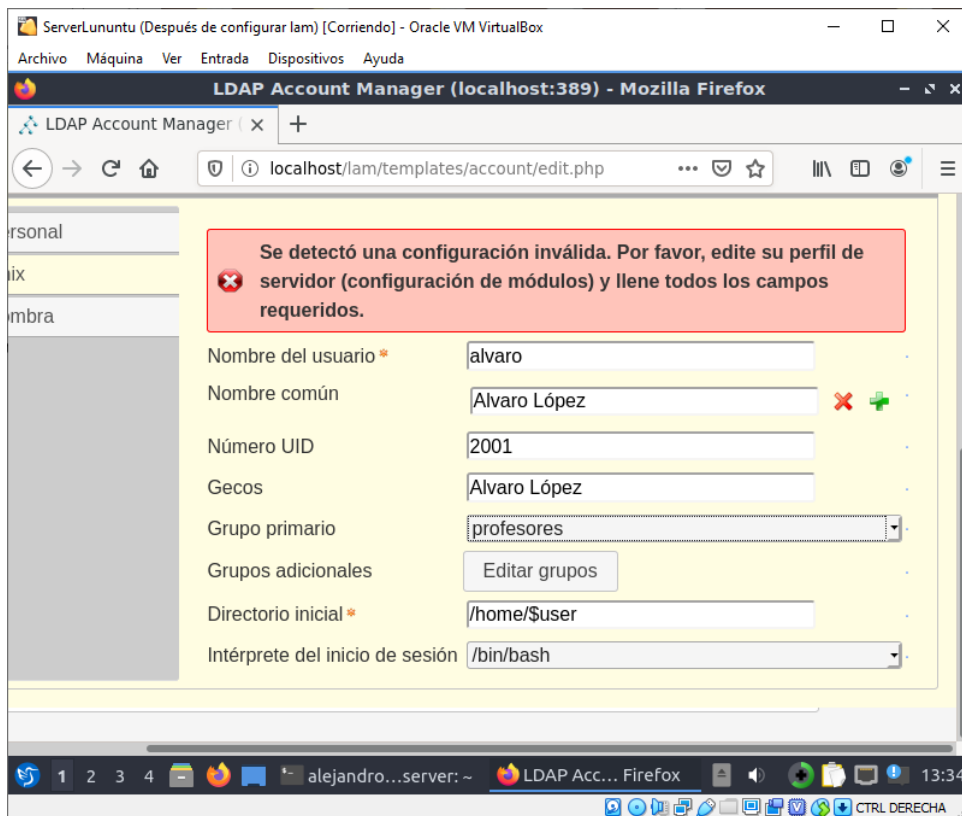 ServerLununtu (Después de configurar lam) [Corriendo] - Oracle VM VirtualBox
Archivo Máquina Ver Entrada Dispositivos Ayuda
LDAP Account Manager (localhost:389) - Mozilla Firefox
LDAP Account Manager (
localhost/lam/templates/account/edit.php
ersonal
Se detectó una configuración inválida. Por favor, edite su perfil de
nix
servidor (configuración de módulos) y llene todos los campos
ombra
requeridos.
Nombre del usuario* alvaro
Nombre común Alvaro López
Número UID 2001
Gecos Alvaro López
Grupo primario profesores
Grupos adicionales Editar grupos
Directorio inicial* /home/$user
Intérprete del inicio de sesión /bin/bash
1 2 3 4 alejandro...server: ~ LDAP Acc... Firefox 13:34
CTRL DERECHA